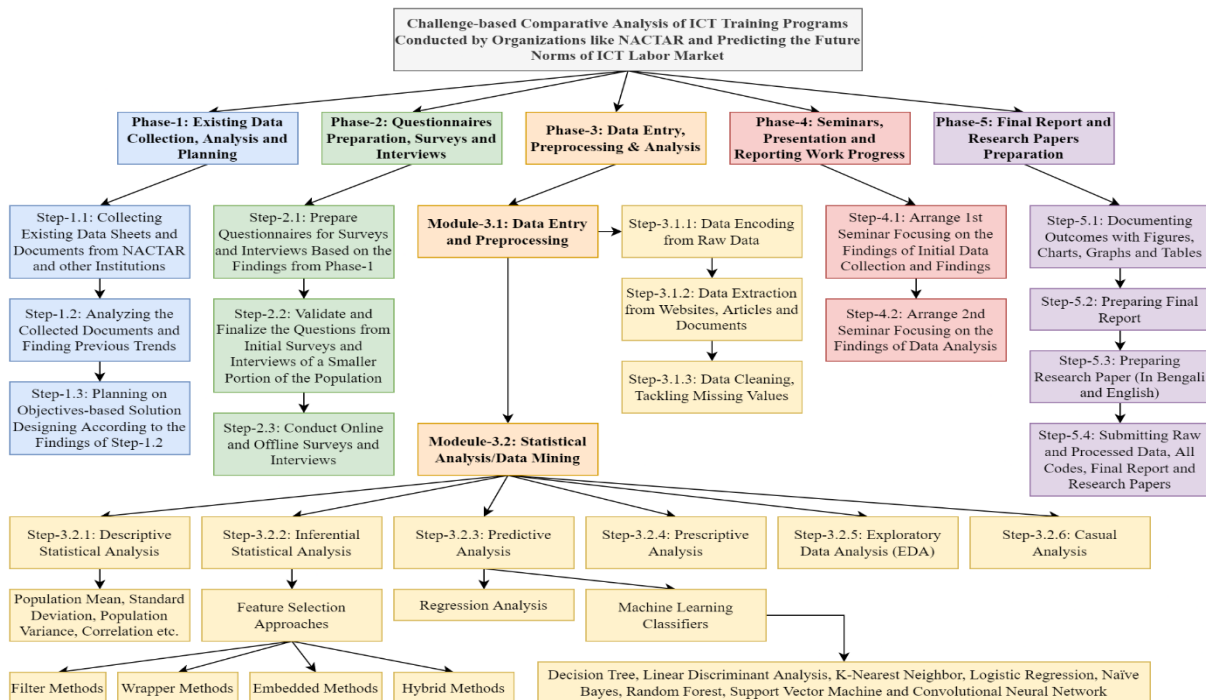 Challenge-based Comparative Analysis of ICT Training Programs
Conducted by Organizations like NACTAR and Predicting the Future
Norms of ICT Labor Market
Phase-1: Existing Data
Collection, Analysis and
Planning
Phase-2: Questionnaires
Preparation, Surveys and
Interviews
Phase-3: Data Entry,
Preprocessing & Analysis
Phase-4: Seminars,
Presentation and
Reporting Work Progress
Phase-5: Final Report and
Research Papers
Preparation
Step-1.1: Collecting
Existing Data Sheets and
Documents from NACTAR
and other Institutions
Step-1.2: Analyzing the
Collected Documents and
Finding Previous Trends
Step-1.3: Planning on
Objectives-based Solution
Designing According to the
Findings of Step-1.2
Step-2.1: Prepare
Questionnaires for Surveys
and Interviews Based on the
Findings from Phase-1
Step-2.2: Validate and
Finalize the Questions from
Initial Surveys and
Interviews of a Smaller
Portion of the Population
Step-2.3: Conduct Online
and Offline Surveys and
Interviews
Module-3.1: Data Entry
and Preprocessing
Step-3.1.1: Data Encoding
from Raw Data
Step-3.1.2: Data Extraction
from Websites, Articles and
Documents
Step-3.1.3: Data Cleaning,
Tackling Missing Values
Modeule-3.2: Statistical
Analysis/Data Mining
Step-4.1: Arrange 1st
Seminar Focusing on the
Findings of Initial Data
Collection and Findings
Step-4.2: Arrange 2nd
Seminar Focusing on the
Findings of Data Analysis
Step-5.1: Documenting
Outcomes with Figures,
Charts, Graphs and Tables
Step-5.2: Preparing Final
Report
Step-5.3: Preparing
Research Paper (In Bengali
and English)
Step-5.4: Submitting Raw
and Processed Data, All
Codes, Final Report and
Research Papers
Step-3.2.1: Descriptive
Statistical Analysis
Step-3.2.2: Inferential
Statistical Analysis
Step-3.2.3: Predictive
Analysis
Step-3.2.4: Prescriptive
Analysis
Step-3.2.5: Exploratory
Data Analysis (EDA)
Step-3.2.6: Casual
Analysis
Population Mean, Standard
Deviation, Population
Variance, Correlation etc.
Feature Selection
Approaches
Regression Analysis
Machine Learning
Classifiers
Filter Methods
Wrapper Methods
Embedded Methods
Hybrid Methods
Decision Tree, Linear Discriminant Analysis, K-Nearest Neighbor, Logistic Regression, Naïve
Bayes, Random Forest, Support Vector Machine and Convolutional Neural Network